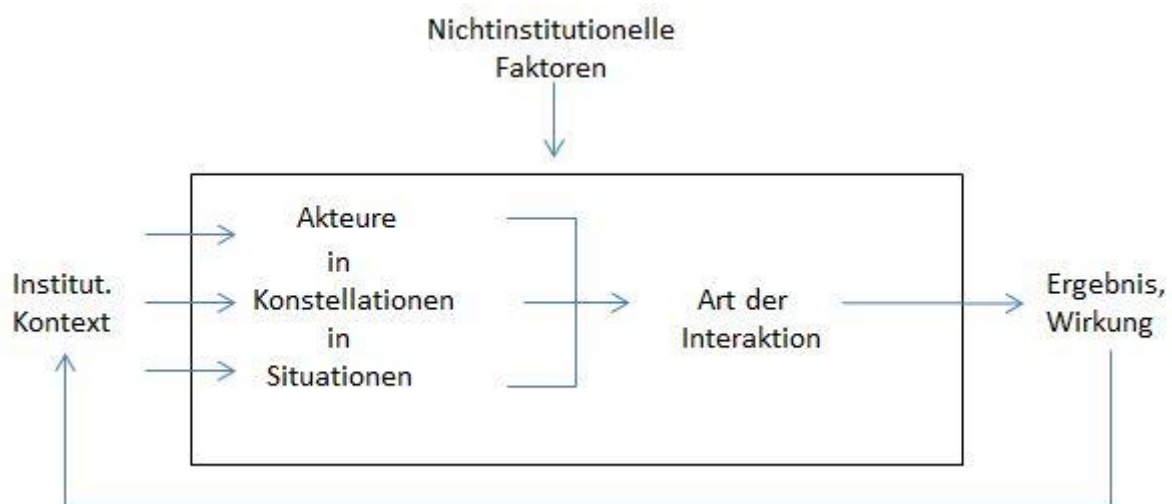 Nichtinstitutionelle
Faktoren
Akteure
in
Konstellationen
in
Situationen
Institut.
Kontext
Art der
Interaktion
Ergebnis,
Wirkung